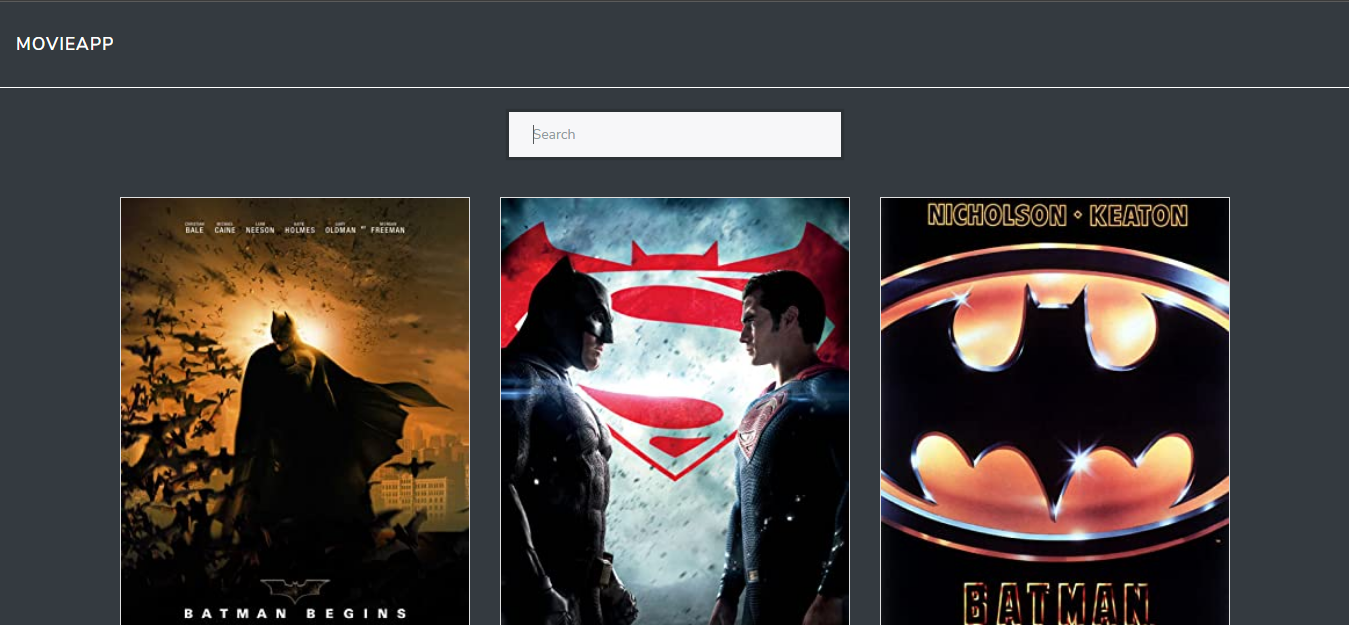 MOVIEAPP
Search
CHRISTIAN MICHAEL LIAM KATIE GARY MORGAN
BALE CAINE NEESON HOLMES OLDMAN AND FREEMAN
BATMAN BEGINS
NICHOLSON · KEATON
BATMAN